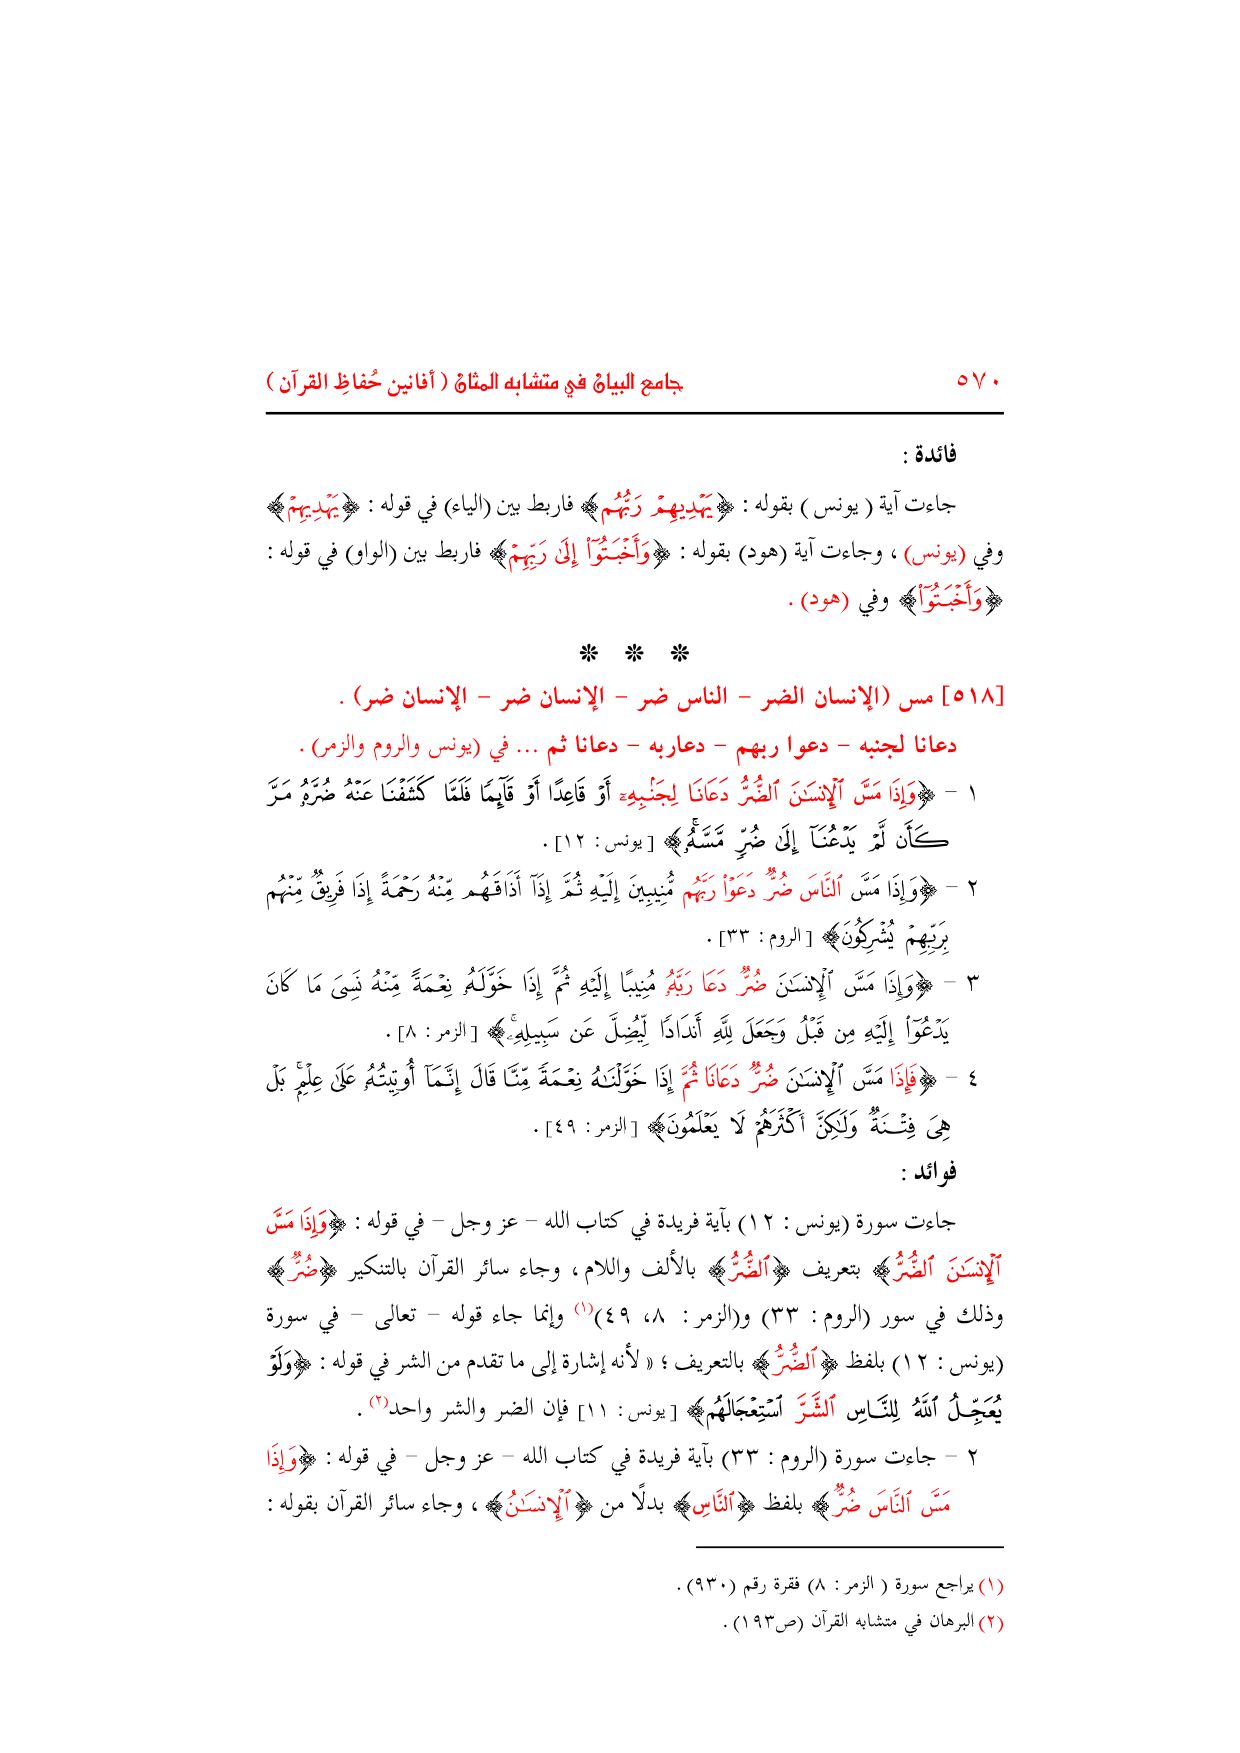 ٥٧٠ جامع البيان في متشابه المثان ( أفانين حُفاظِ القرآن )
فائدة :
جاءت آية ( يونس ) بقوله : ﴿يَهۡدِيهِمۡ رَبُّهُم﴾ فاربط بين (الياء) في قوله : ﴿يَهۡدِيهِمۡ﴾
وفي (يونس) ، وجاءت آية (هود) بقوله : ﴿وَأَخۡبَتُوٓاْ إِلَىٰ رَبِّهِمۡ﴾ فاربط بين (الواو) في قوله :
﴿وَأَخۡبَتُوٓاْ﴾ وفي (هود) .
❊ ❊ ❊
[٥١٨] مس (الإنسان الضر – الناس ضر – الإنسان ضر – الإنسان ضر) .
دعانا لجنبه – دعوا ربهم – دعاربه – دعانا ثم ... في (يونس والروم والزمر) .
١ – ﴿وَإِذَا مَسَّ ٱلۡإِنسَٰنَ ٱلضُّرُّ دَعَانَا لِجَنۢبِهِۦٓ أَوۡ قَاعِدًا أَوۡ قَآئِمٗا فَلَمَّا كَشَفۡنَا عَنۡهُ ضُرَّهُۥ مَرَّ
كَأَن لَّمۡ يَدۡعُنَآ إِلَىٰ ضُرّٖ مَّسَّهُۥۚ﴾ [يونس : ١٢] .
٢ – ﴿وَإِذَا مَسَّ ٱلنَّاسَ ضُرّٞ دَعَوۡاْ رَبَّهُم مُّنِيبِينَ إِلَيۡهِ ثُمَّ إِذَآ أَذَاقَهُم مِّنۡهُ رَحۡمَةً إِذَا فَرِيقٞ مِّنۡهُم
بِرَبِّهِمۡ يُشۡرِكُونَ﴾ [الروم : ٣٣] .
٣ – ﴿وَإِذَا مَسَّ ٱلۡإِنسَٰنَ ضُرّٞ دَعَا رَبَّهُۥ مُنِيبًا إِلَيۡهِ ثُمَّ إِذَا خَوَّلَهُۥ نِعۡمَةٗ مِّنۡهُ نَسِيَ مَا كَانَ
يَدۡعُوٓاْ إِلَيۡهِ مِن قَبۡلُ وَجَعَلَ لِلَّهِ أَندَادٗا لِّيُضِلَّ عَن سَبِيلِهِۦۚ﴾ [الزمر : ٨] .
٤ – ﴿فَإِذَا مَسَّ ٱلۡإِنسَٰنَ ضُرّٞ دَعَانَا ثُمَّ إِذَا خَوَّلۡنَٰهُ نِعۡمَةٗ مِّنَّا قَالَ إِنَّمَآ أُوتِيتُهُۥ عَلَىٰ عِلۡمِۭۚ بَلۡ
هِيَ فِتۡنَةٞ وَلَٰكِنَّ أَكۡثَرَهُمۡ لَا يَعۡلَمُونَ﴾ [الزمر : ٤٩] .
فوائد :
جاءت سورة (يونس : ١٢) بآية فريدة في كتاب الله – عز وجل – في قوله : ﴿وَإِذَا مَسَّ
ٱلۡإِنسَٰنَ ٱلضُّرُّ﴾ بتعريف ﴿ٱلضُّرُّ﴾ بالألف واللام ، وجاء سائر القرآن بالتنكير ﴿ضُرّٞ﴾
وذلك في سور (الروم : ٣٣) و(الزمر : ٨، ٤٩)(١) وإنما جاء قوله – تعالى – في سورة
(يونس : ١٢) بلفظ ﴿ٱلضُّرُّ﴾ بالتعريف ؛ « لأنه إشارة إلى ما تقدم من الشر في قوله : ﴿وَلَوۡ
يُعَجِّلُ ٱللَّهُ لِلنَّاسِ ٱلشَّرَّ ٱسۡتِعۡجَالَهُم﴾ [يونس : ١١] فإن الضر والشر واحد(٢) .
٢ – جاءت سورة (الروم : ٣٣) بآية فريدة في كتاب الله – عز وجل – في قوله : ﴿وَإِذَا
مَسَّ ٱلنَّاسَ ضُرّٞ﴾ بلفظ ﴿ٱلنَّاسِ﴾ بدلًا من ﴿ٱلۡإِنسَٰنُ﴾ ، وجاء سائر القرآن بقوله :
(١) يراجع سورة ( الزمر : ٨) فقرة رقم (٩٣٠) .
(٢) البرهان في متشابه القرآن (ص١٩٣) .